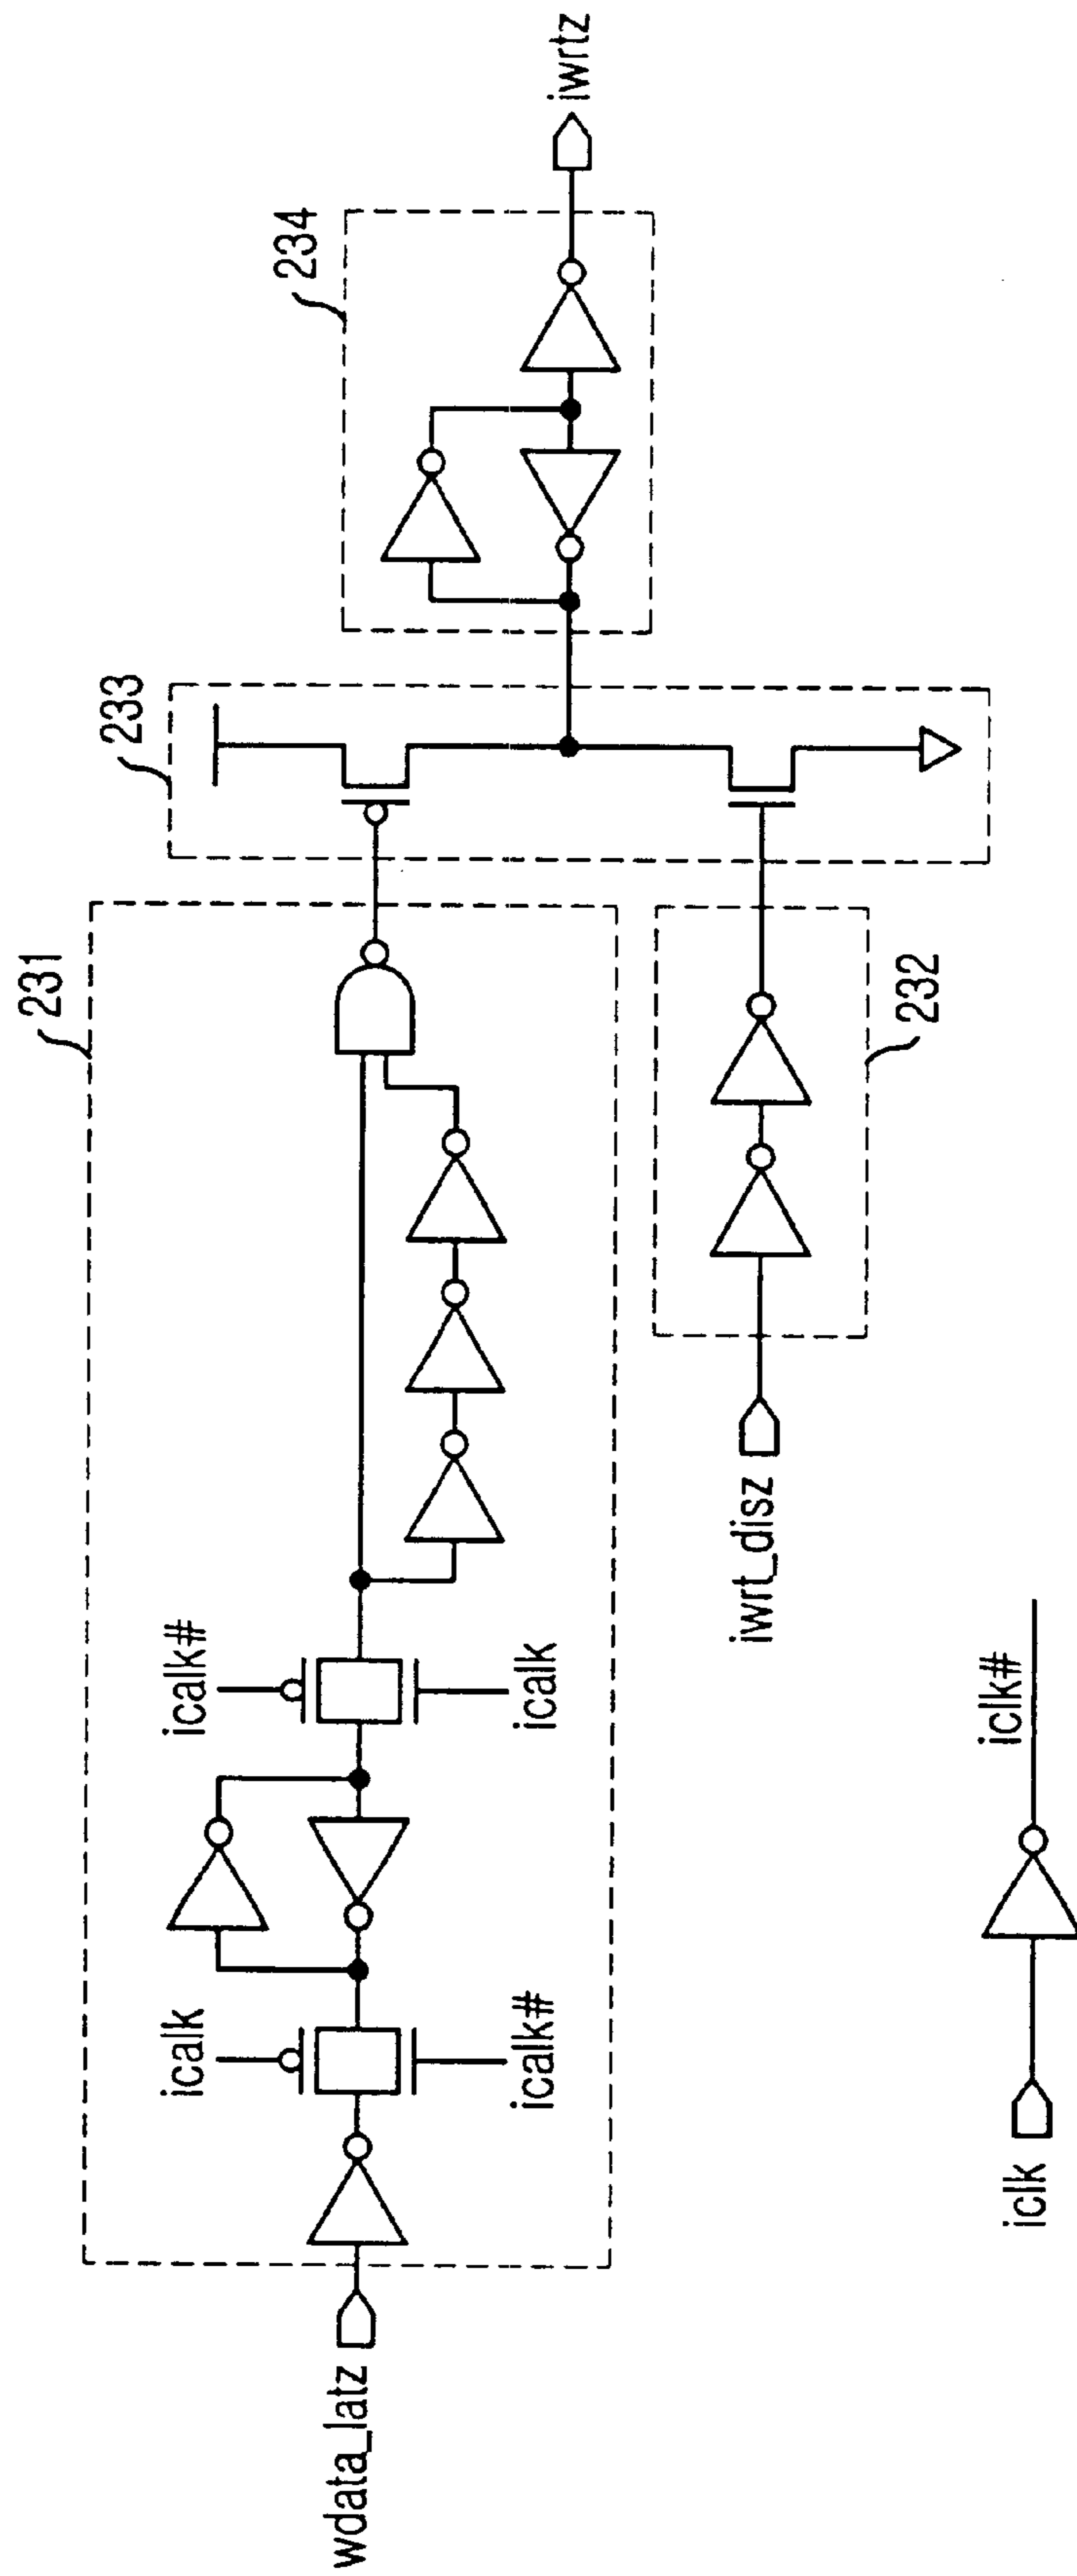 231
233
234
icalk
icalk#
wdata_latz
icalk#
icalk
iwrtz
iwrt_disz
232
iclk
iclk#